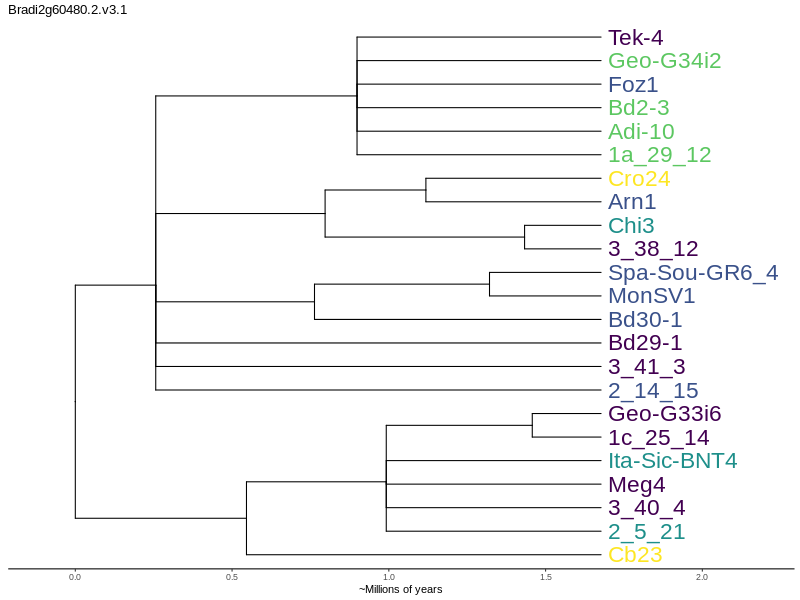 Bradi2g60480.2.v3.1
Tek-4
Geo-G34i2
Foz1
Bd2-3
Adi-10
1a_29_12
Cro24
Arn1
Chi3
3_38_12
Spa-Sou-GR6_4
MonSV1
Bd30-1
Bd29-1
3_41_3
2_14_15
Geo-G33i6
1c_25_14
Ita-Sic-BNT4
Meg4
3_40_4
2_5_21
Cb23
0.0 0.5 1.0 1.5 2.0
~Millions of years